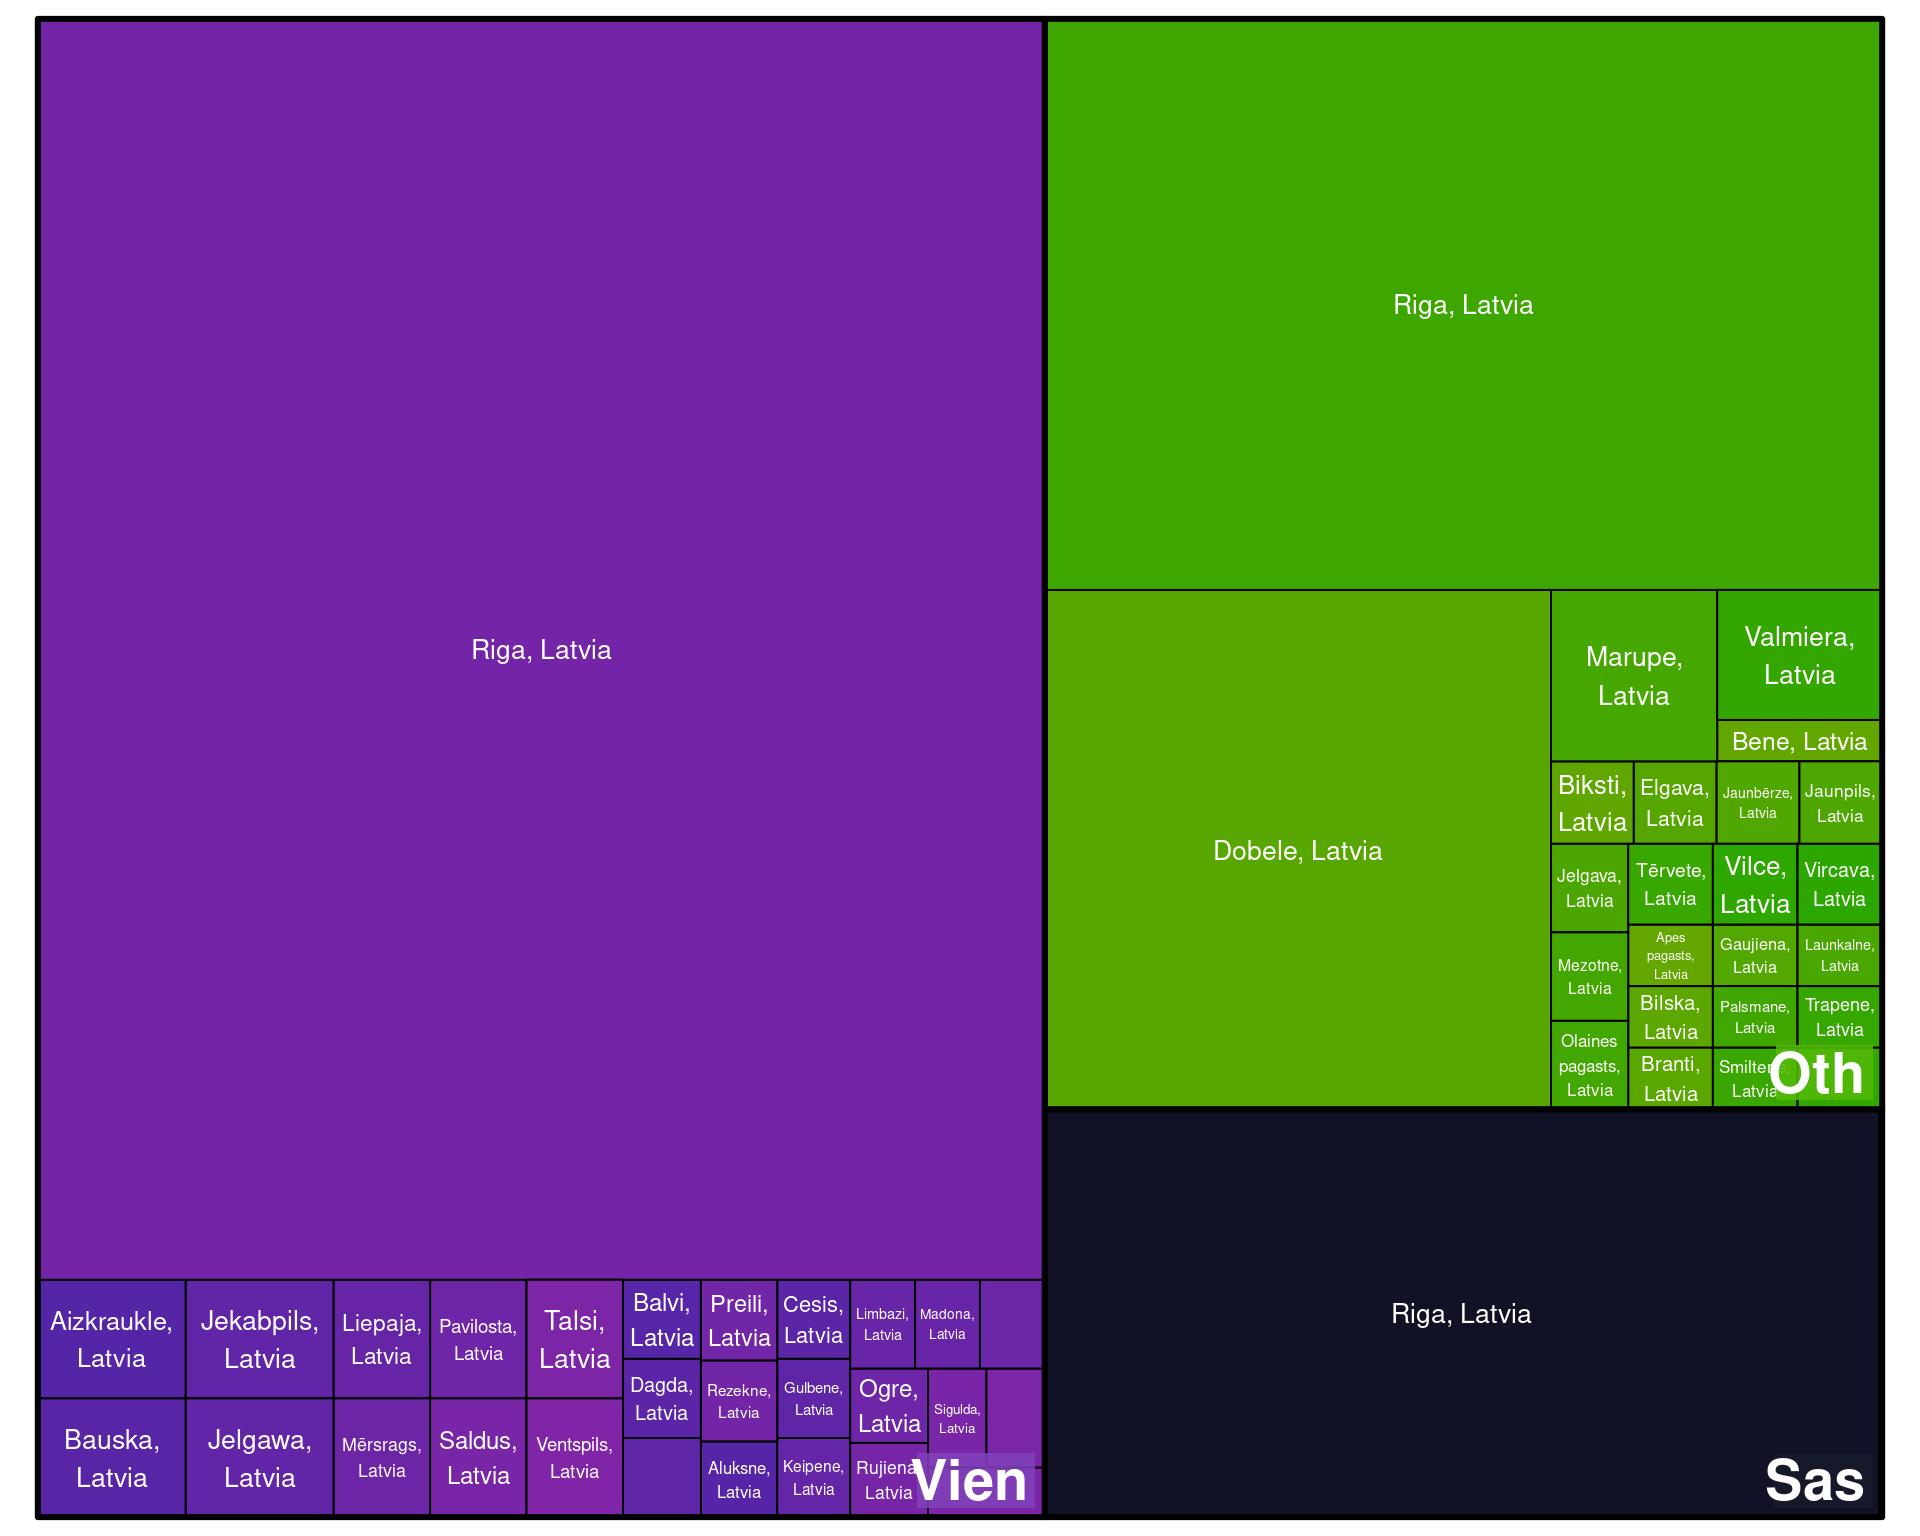 Riga, Latvia
Aizkraukle,
Latvia
Jekabpils,
Latvia
Liepaja,
Latvia
Pavilosta,
Latvia
Talsi,
Latvia
Balvi,
Latvia
Preili,
Latvia
Cesis,
Latvia
Limbazi,
Latvia
Madona,
Latvia
Dagda,
Latvia
Rezekne,
Latvia
Gulbene,
Latvia
Ogre,
Latvia
Sigulda,
Latvia
Bauska,
Latvia
Jelgawa,
Latvia
Mērsrags,
Latvia
Saldus,
Latvia
Ventspils,
Latvia
Aluksne,
Latvia
Keipene,
Latvia
Rujiena,
Latvia
Vien
Riga, Latvia
Dobele, Latvia
Marupe,
Latvia
Valmiera,
Latvia
Bene, Latvia
Biksti,
Latvia
Elgava,
Latvia
Jaunbērze,
Latvia
Jaunpils,
Latvia
Jelgava,
Latvia
Tērvete,
Latvia
Vilce,
Latvia
Vircava,
Latvia
Mezotne,
Latvia
Apes
pagasts,
Latvia
Gaujiena,
Latvia
Launkalne,
Latvia
Bilska,
Latvia
Palsmane,
Latvia
Trapene,
Latvia
Olaines
pagasts,
Latvia
Branti,
Latvia
Smiltene,
Latvia
Oth
Riga, Latvia
Sas